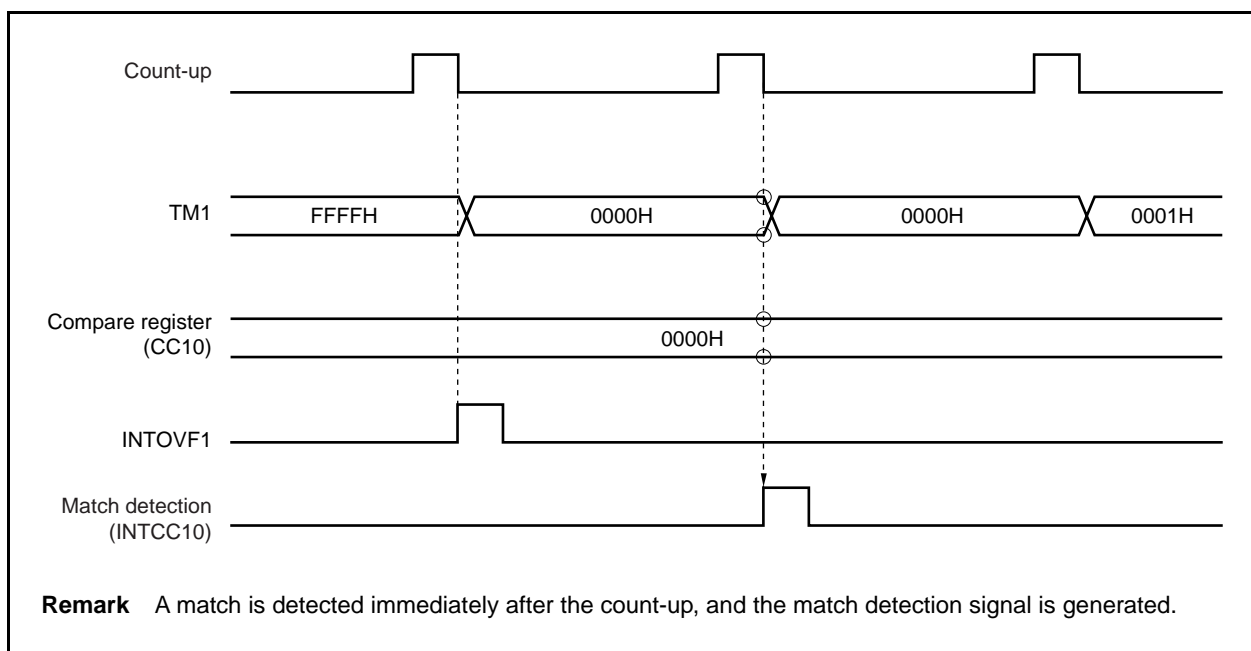 Count-up
TM1
FFFFH
0000H
0000H
0001H
Compare register
(CC10)
0000H
INTOVF1
Match detection
(INTCC10)
Remark A match is detected immediately after the count-up, and the match detection signal is generated.